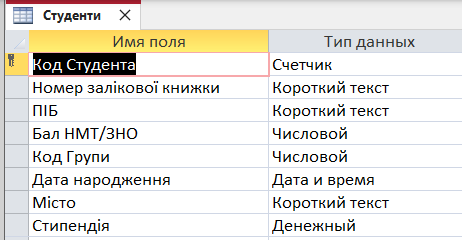 Студенти
Имя поля Тип данных
Код Студента Счетчик
Номер залікової книжки Короткий текст
ПІБ Короткий текст
Бал НМТ/ЗНО Числовой
Код Групи Числовой
Дата народження Дата и время
Місто Короткий текст
Стипендія Денежный